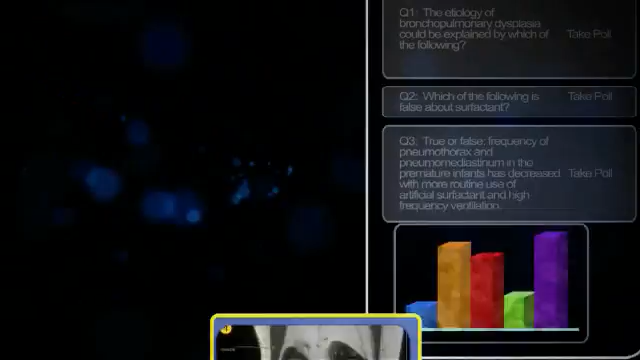 Q1: The etiology of
bronchopulmonary dysplasia
could be explained by which of
the following?
Take Poll
Q2: Which of the following is
false about surfactant?
Take Poll
Q3: True or false: frequency of
pneumothorax and
pneumomediastinum in the
premature infants has decreased
with more routine use of
artificial surfactant and high
frequency ventilation.
Take Poll